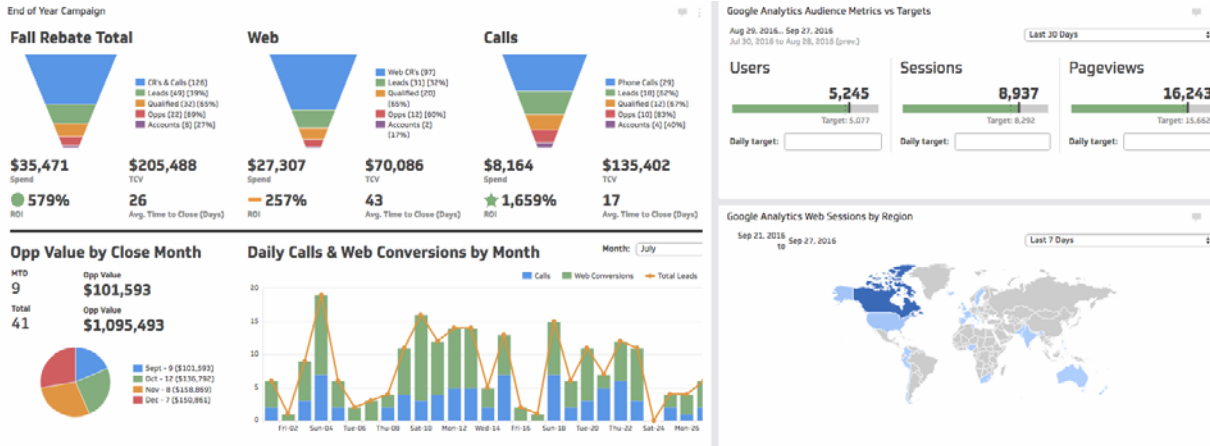 End of Year Campaign
Fall Rebate Total
CR's & Calls (126)
Leads (49) (39%)
Qualified (32) (65%)
Opps (22) (69%)
Accounts (6) (27%)
$35,471
Spend
$205,488
TCV
579%
ROI
26
Avg. Time to Close (Days)
Web
Web CR's (97)
Leads (31) (32%)
Qualified (20)
(65%)
Opps (12) (60%)
Accounts (2)
(17%)
$27,307
Spend
$70,086
TCV
257%
ROI
43
Avg. Time to Close (Days)
Calls
Phone Calls (29)
Leads (18) (62%)
Qualified (12) (67%)
Opps (10) (83%)
Accounts (4) (40%)
$8,164
Spend
$135,402
TCV
1,659%
ROI
17
Avg. Time to Close (Days)
Opp Value by Close Month
MTD
9
Opp Value
$101,593
Total
41
Opp Value
$1,095,493
Sept - 9 ($101,593)
Oct - 12 ($136,792)
Nov - 8 ($158,869)
Dec - 7 ($150,861)
Daily Calls & Web Conversions by Month
Month: July
Calls Web Conversions Total Leads
20
15
10
5
0
Fri-02 Sun-04 Tue-06 Thu-08 Sat-10 Mon-12 Wed-14 Fri-16 Sun-18 Tue-20 Thu-22 Sat-24 Mon-26
Google Analytics Audience Metrics vs Targets
Aug 29, 2016... Sep 27, 2016
Jul 30, 2016 to Aug 28, 2016 (prev.)
Last 30 Days
Users
5,245
Target: 5,077
Daily target:
Sessions
8,937
Target: 8,292
Daily target:
Pageviews
16,243
Target: 15,662
Daily target:
Google Analytics Web Sessions by Region
Sep 21, 2016
to Sep 27, 2016
Last 7 Days